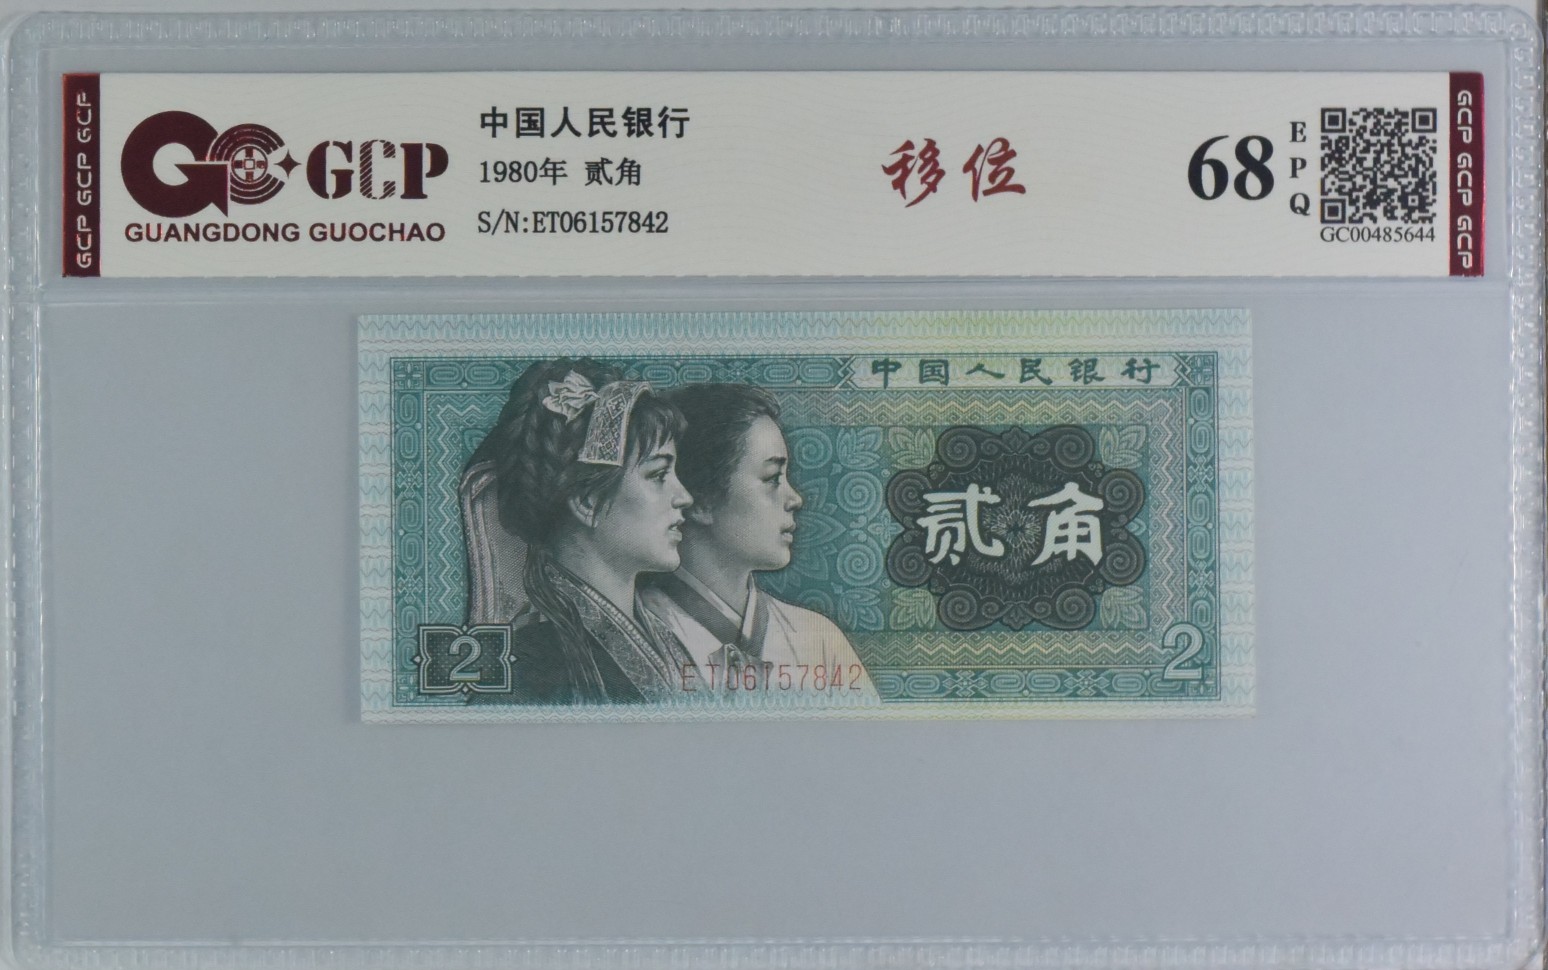 GCP GCP GCP
GCP
GUANGDONG GUOCHAO
中国人民银行
1980年 贰角
S/N:ET06157842
移位
68
EPQ
GC00485644
GCP GCP GCP
中国人民银行
贰角
2
2
ET06157842